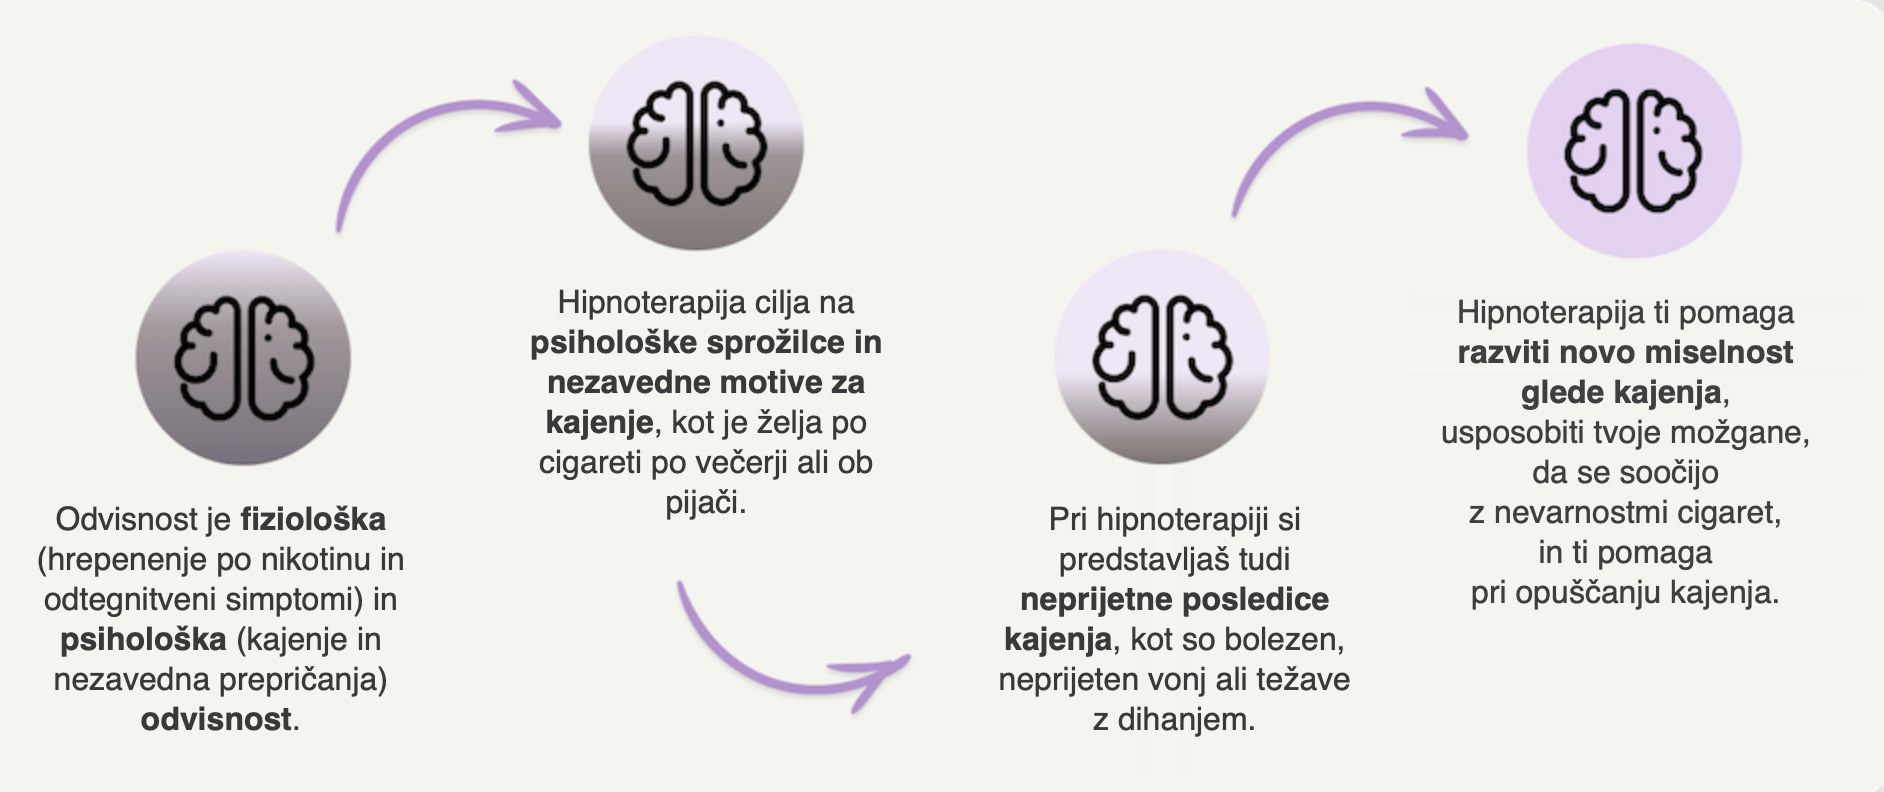 Odvisnost je fiziološka
(hrepenenje po nikotinu in
odtegnitveni simptomi) in
psihološka (kajenje in
nezavedna prepričanja)
odvisnost.
Hipnoterapija cilja na
psihološke sprožilce in
nezavedne motive za
kajenje, kot je želja po
cigareti po večerji ali ob
pijači.
Pri hipnoterapiji si
predstavljaš tudi
neprijetne posledice
kajenja, kot so bolezen,
neprijeten vonj ali težave
z dihanjem.
Hipnoterapija ti pomaga
razviti novo miselnost
glede kajenja,
usposobiti tvoje možgane,
da se soočijo
z nevarnostmi cigaret,
in ti pomaga
pri opuščanju kajenja.